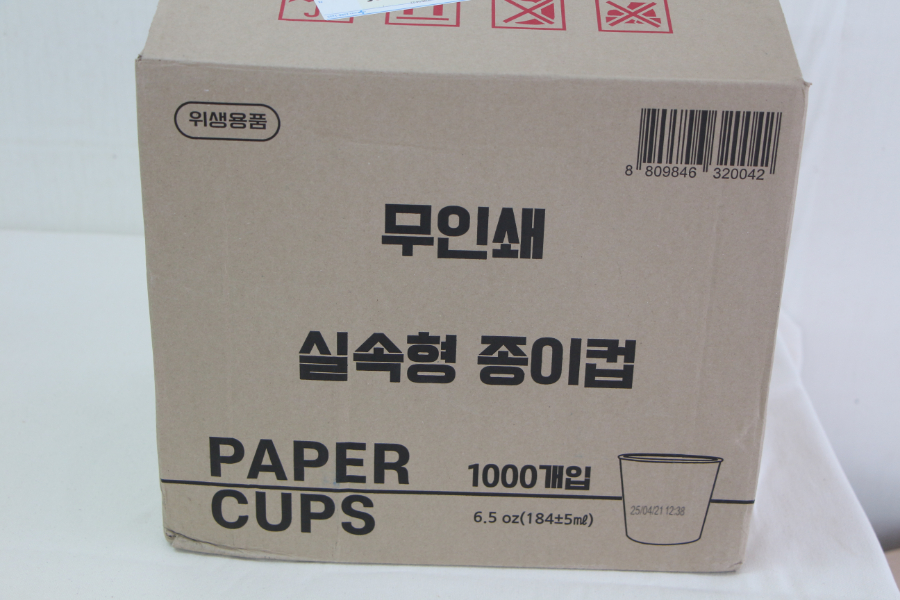 위생용품
8 809846 320042
무인쇄
실속형 종이컵
PAPER
CUPS
1000개입
6.5 oz(184±5㎖)
25/04/21 12:38